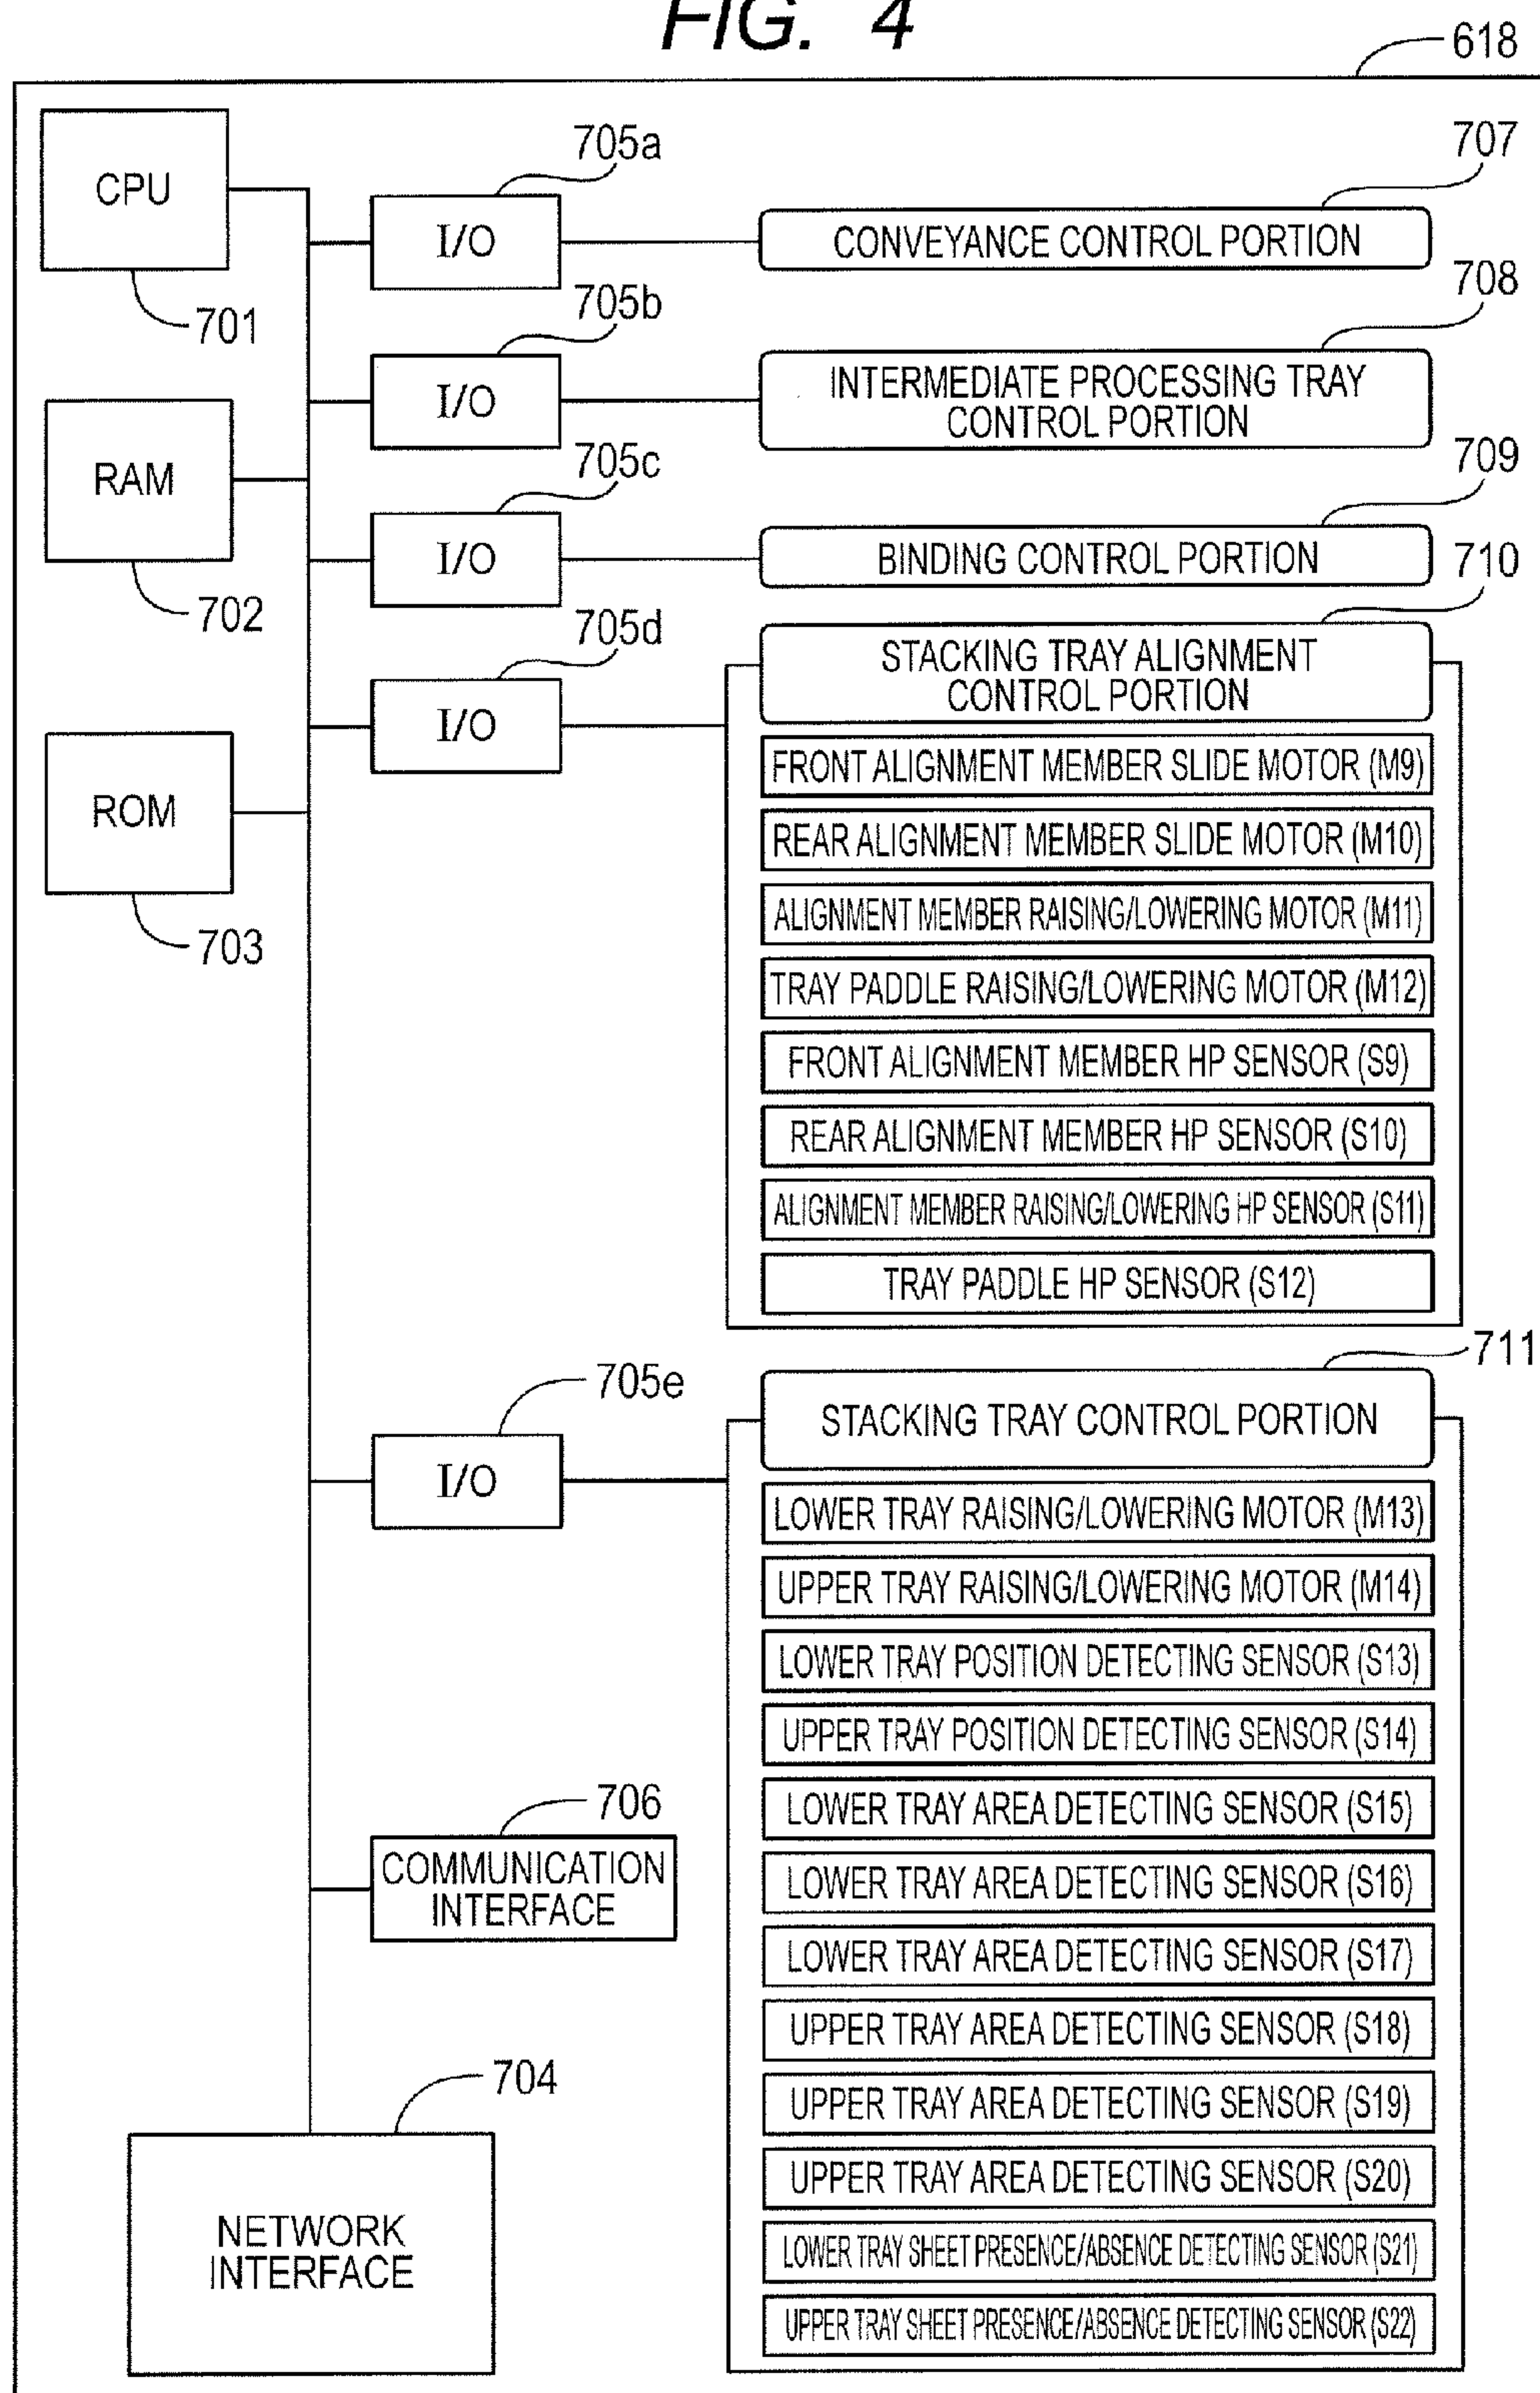 FIG. 4
618
CPU
701
705a
I/O
707
CONVEYANCE CONTROL PORTION
705b
I/O
708
INTERMEDIATE PROCESSING TRAY
CONTROL PORTION
RAM
702
705c
I/O
709
BINDING CONTROL PORTION
705d
I/O
710
STACKING TRAY ALIGNMENT
CONTROL PORTION
ROM
703
FRONT ALIGNMENT MEMBER SLIDE MOTOR (M9)
REAR ALIGNMENT MEMBER SLIDE MOTOR (M10)
ALIGNMENT MEMBER RAISING/LOWERING MOTOR (M11)
TRAY PADDLE RAISING/LOWERING MOTOR (M12)
FRONT ALIGNMENT MEMBER HP SENSOR (S9)
REAR ALIGNMENT MEMBER HP SENSOR (S10)
ALIGNMENT MEMBER RAISING/LOWERING HP SENSOR (S11)
TRAY PADDLE HP SENSOR (S12)
705e
I/O
711
STACKING TRAY CONTROL PORTION
LOWER TRAY RAISING/LOWERING MOTOR (M13)
UPPER TRAY RAISING/LOWERING MOTOR (M14)
LOWER TRAY POSITION DETECTING SENSOR (S13)
UPPER TRAY POSITION DETECTING SENSOR (S14)
LOWER TRAY AREA DETECTING SENSOR (S15)
LOWER TRAY AREA DETECTING SENSOR (S16)
LOWER TRAY AREA DETECTING SENSOR (S17)
UPPER TRAY AREA DETECTING SENSOR (S18)
UPPER TRAY AREA DETECTING SENSOR (S19)
UPPER TRAY AREA DETECTING SENSOR (S20)
LOWER TRAY SHEET PRESENCE/ABSENCE DETECTING SENSOR (S21)
UPPER TRAY SHEET PRESENCE/ABSENCE DETECTING SENSOR (S22)
706
COMMUNICATION
INTERFACE
704
NETWORK
INTERFACE